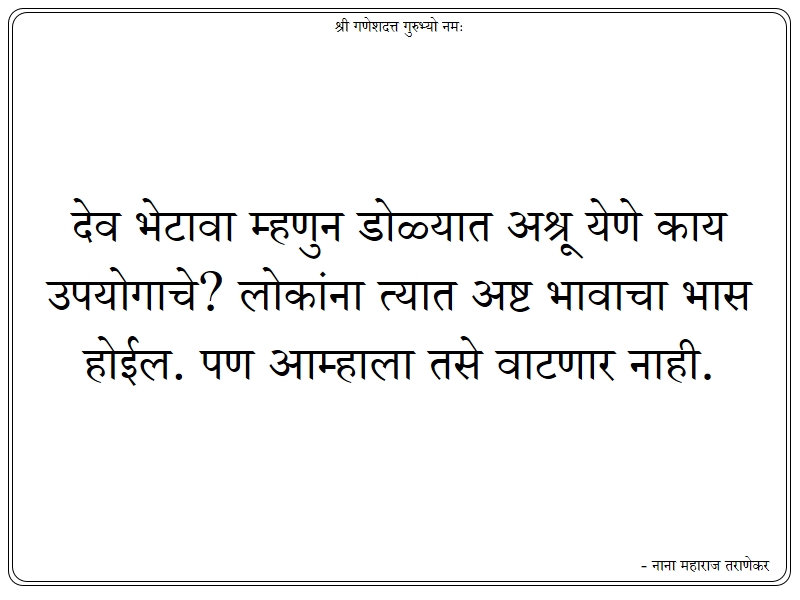 श्री गणेशदत्त गुरुभ्यो नमः
देव भेटावा म्हणुन डोळ्यात अश्रू येणे काय
उपयोगाचे? लोकांना त्यात अष्ट भावाचा भास
होईल. पण आम्हाला तसे वाटणार नाही.
- नाना महाराज तराणेकर